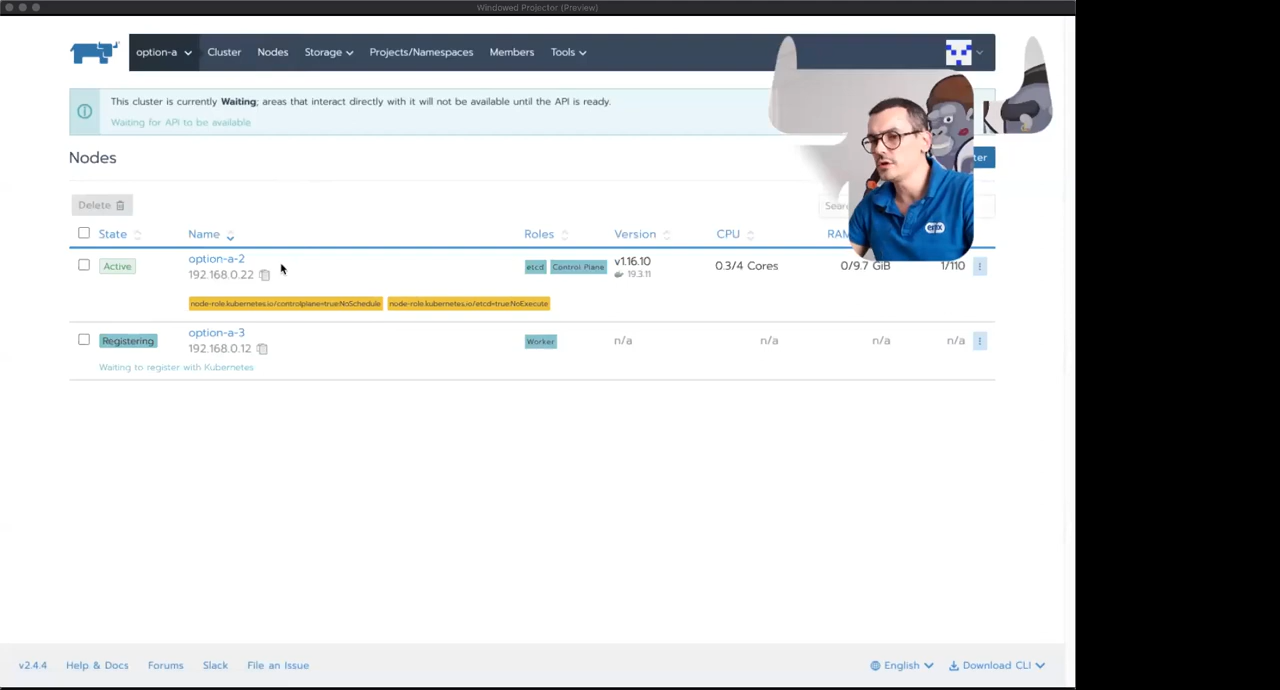 Windowed Projector (Preview)
option-a Cluster Nodes Storage Projects/Namespaces Members Tools
This cluster is currently Waiting; areas that interact directly with it will not be available until the API is ready.
Waiting for API to be available
Nodes
Delete
State Name Roles Version CPU
Active option-a-2 etcd Control Plane v1.16.10 0.3/4 Cores 0/9.7 GiB 1/110
192.168.0.22 19.3.11
node-role.kubernetes.io/controlplane=true:NoSchedule node-role.kubernetes.io/etcd=true:NoExecute
Registering option-a-3 Worker n/a n/a n/a n/a
192.168.0.12
Waiting to register with Kubernetes
v2.4.4 Help & Docs Forums Slack File an Issue English Download CLI